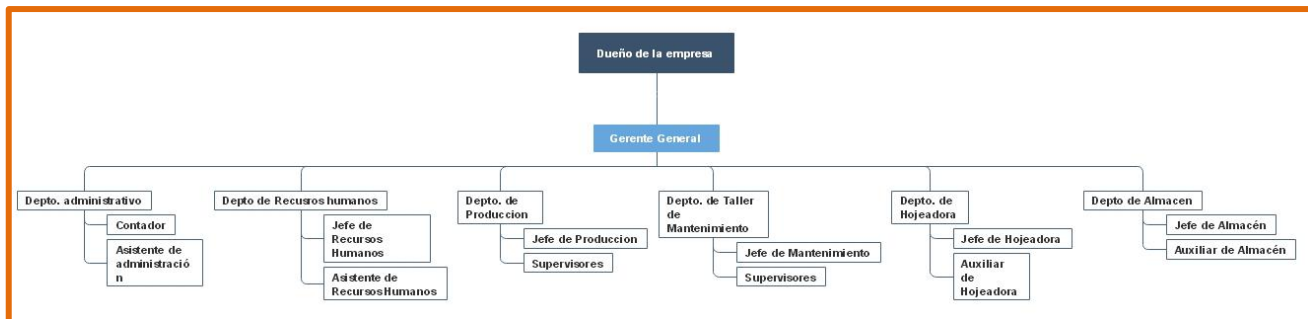 Dueño de la empresa
Gerente General
Depto. administrativo
Contador
Asistente de
administració
n
Depto de Recusros humanos
Jefe de
Recursos
Humanos
Asistente de
Recursos Humanos
Depto. de
Produccion
Jefe de Produccion
Supervisores
Depto. de Taller
de
Mantenimiento
Jefe de Mantenimiento
Supervisores
Depto. de
Hojeadora
Jefe de Hojeadora
Auxiliar
de
Hojeadora
Depto de Almacen
Jefe de Almacén
Auxiliar de Almacén